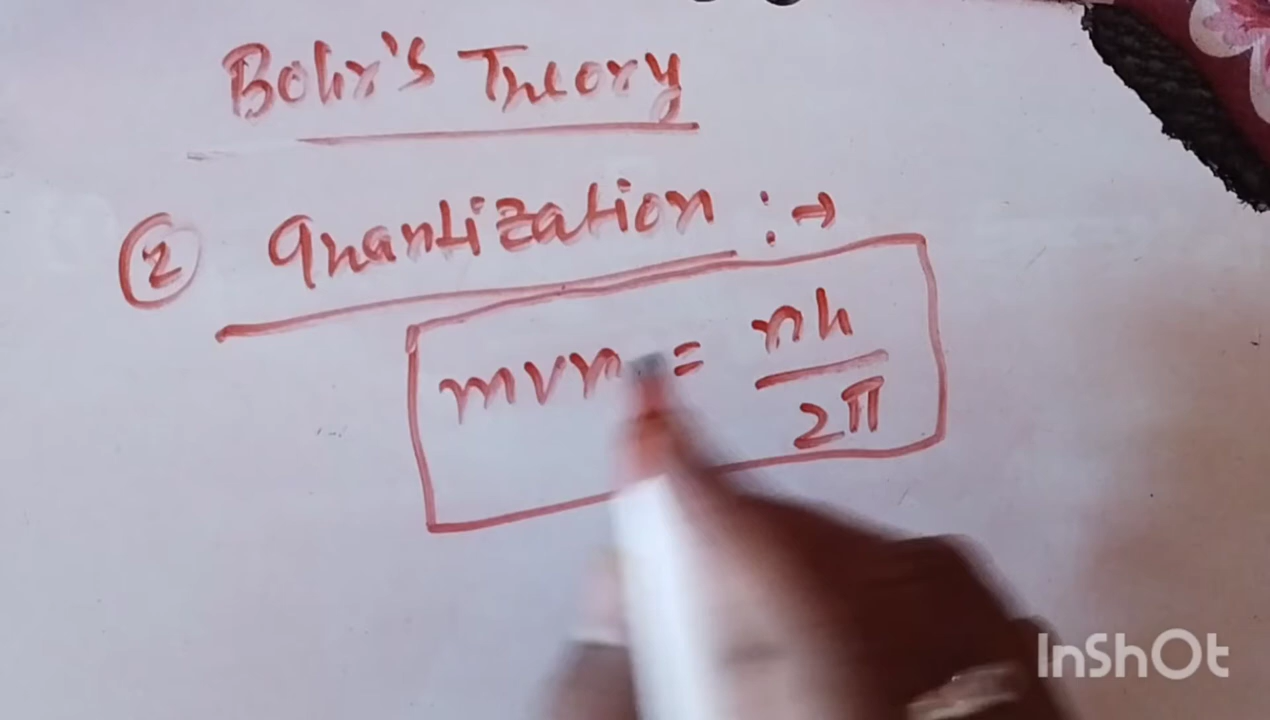 Bohr's Theory
② Quantization :→
mvr = nh / 2π
InShOt